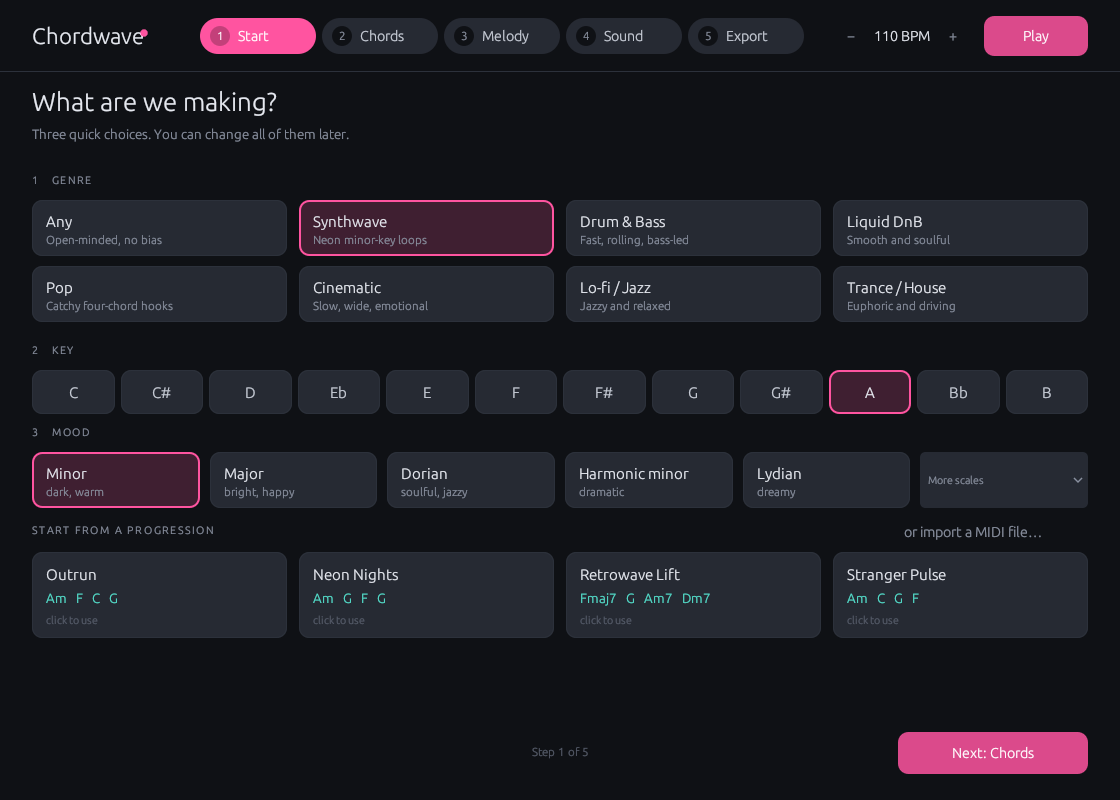 Chordwave
1 Start 2 Chords 3 Melody 4 Sound 5 Export − 110 BPM + Play
What are we making?
Three quick choices. You can change all of them later.
1 GENRE
Any Synthwave Drum & Bass Liquid DnB
Open-minded, no bias Neon minor-key loops Fast, rolling, bass-led Smooth and soulful
Pop Cinematic Lo-fi / Jazz Trance / House
Catchy four-chord hooks Slow, wide, emotional Jazzy and relaxed Euphoric and driving
2 KEY
C C# D Eb E F F# G G# A Bb B
3 MOOD
Minor Major Dorian Harmonic minor Lydian More scales
dark, warm bright, happy soulful, jazzy dramatic dreamy
START FROM A PROGRESSION or import a MIDI file…
Outrun Neon Nights Retrowave Lift Stranger Pulse
Am F C G Am G F G Fmaj7 G Am7 Dm7 Am C G F
click to use click to use click to use click to use
Step 1 of 5 Next: Chords